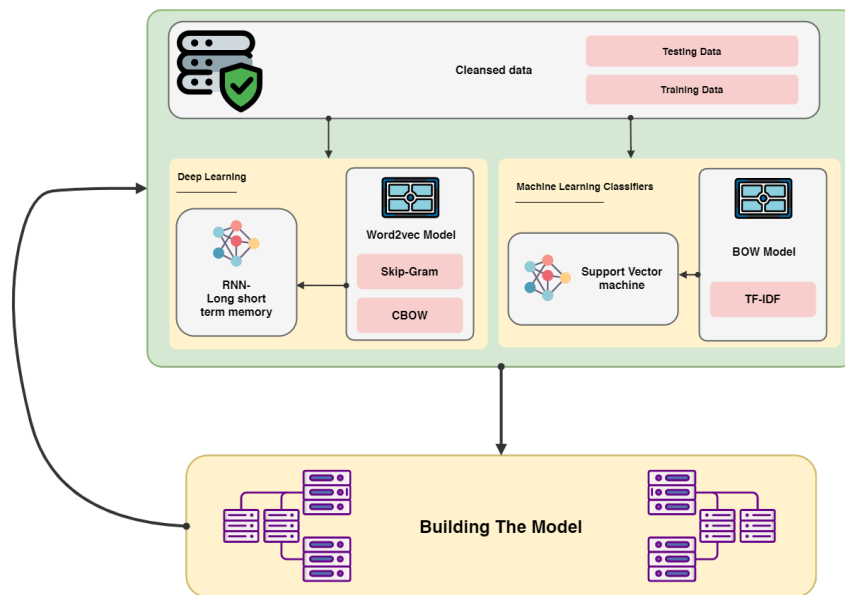 Cleansed data
Testing Data
Training Data
Deep Learning
Word2vec Model
Skip-Gram
CBOW
RNN-
Long short
term memory
Machine Learning Classifiers
BOW Model
TF-IDF
Support Vector
machine
Building The Model